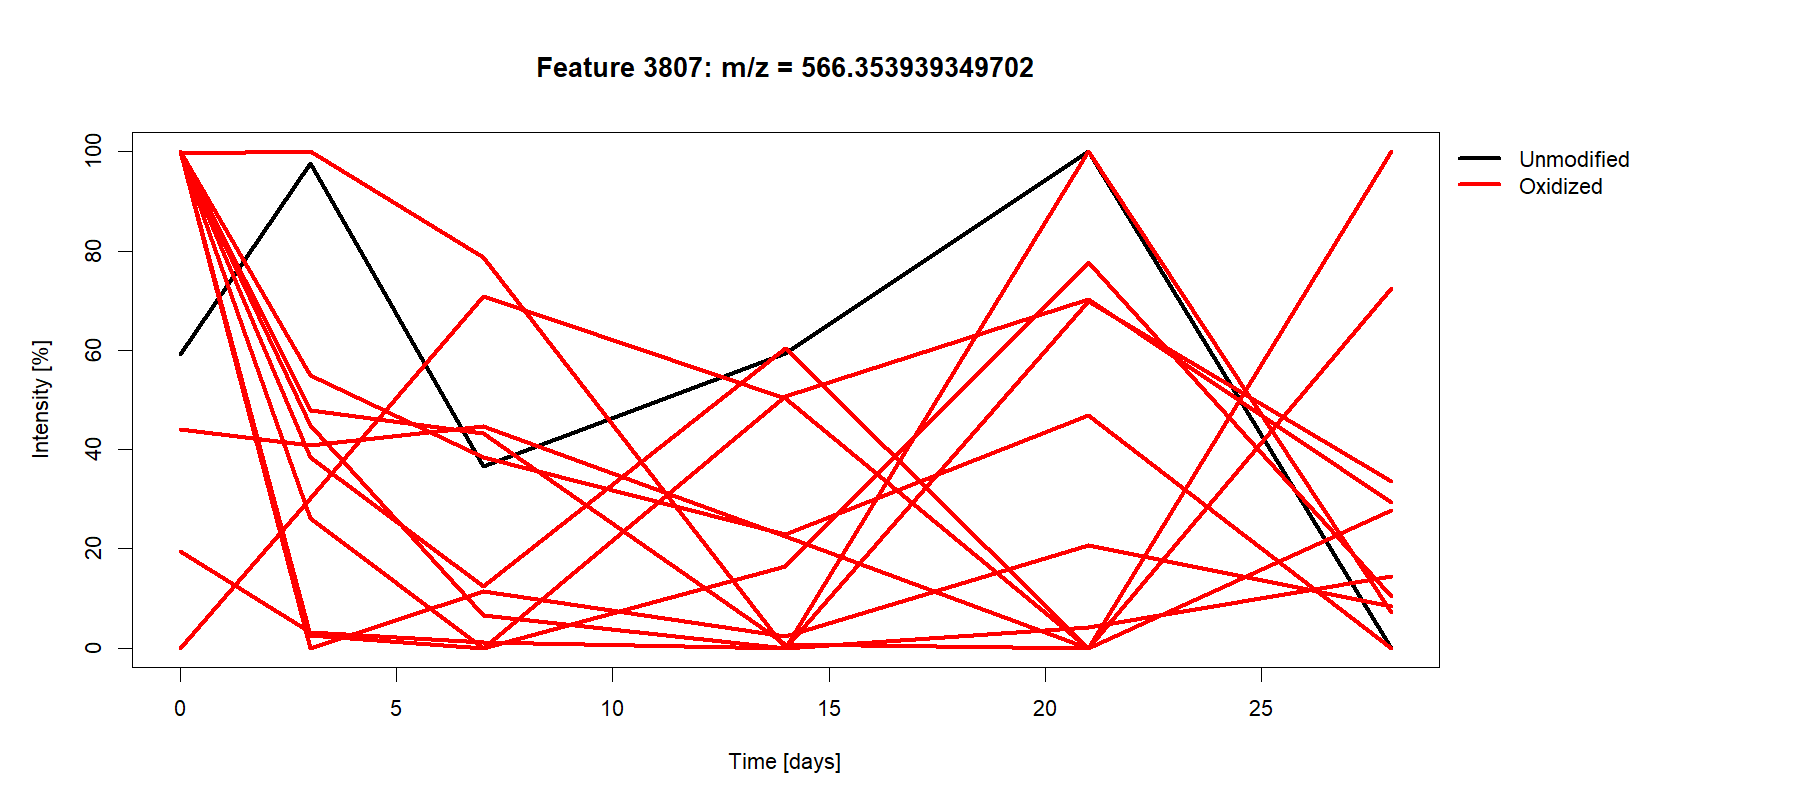 Feature 3807: m/z = 566.353939349702
Unmodified
Oxidized
Intensity [%]
100
80
60
40
20
0
0 5 10 15 20 25
Time [days]